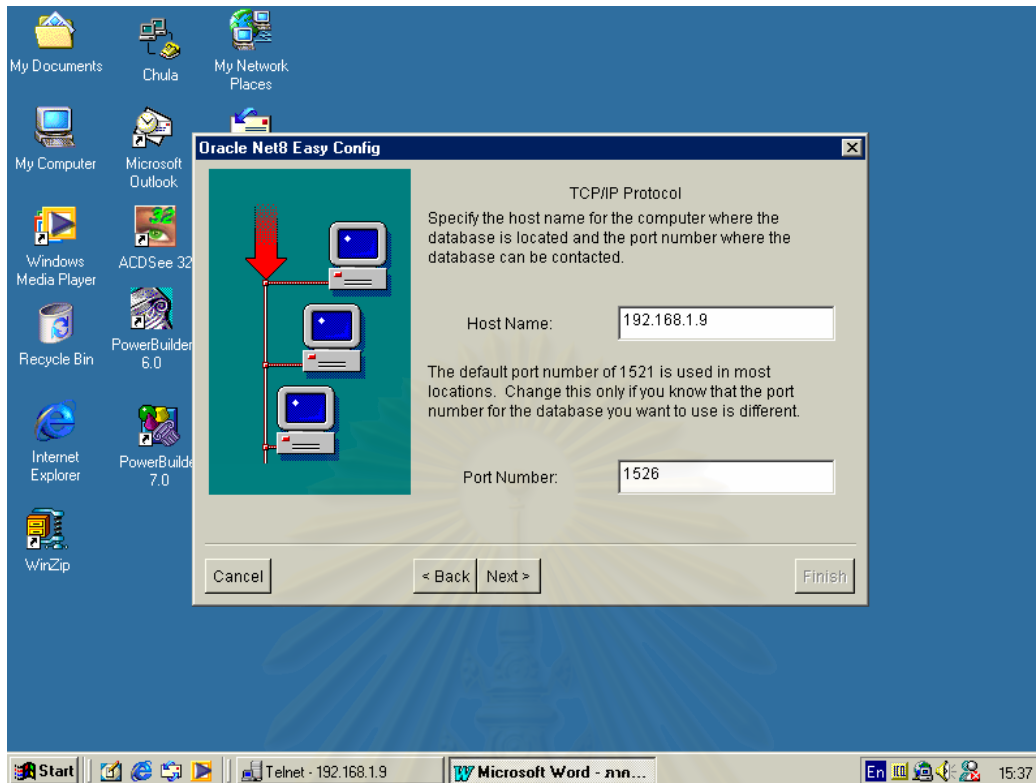 My Documents
Chula
My Network
Places
My Computer
Microsoft
Outlook
Windows
Media Player
ACDSee 32
Recycle Bin
PowerBuilder
6.0
Internet
Explorer
PowerBuilde
7.0
WinZip
Oracle Net8 Easy Config
TCP/IP Protocol
Specify the host name for the computer where the
database is located and the port number where the
database can be contacted.
Host Name:
192.168.1.9
The default port number of 1521 is used in most
locations. Change this only if you know that the port
number for the database you want to use is different.
Port Number:
1526
Cancel
< Back
Next >
Finish
Start
Telnet - 192.168.1.9
Microsoft Word - ภาค...
En
15:37